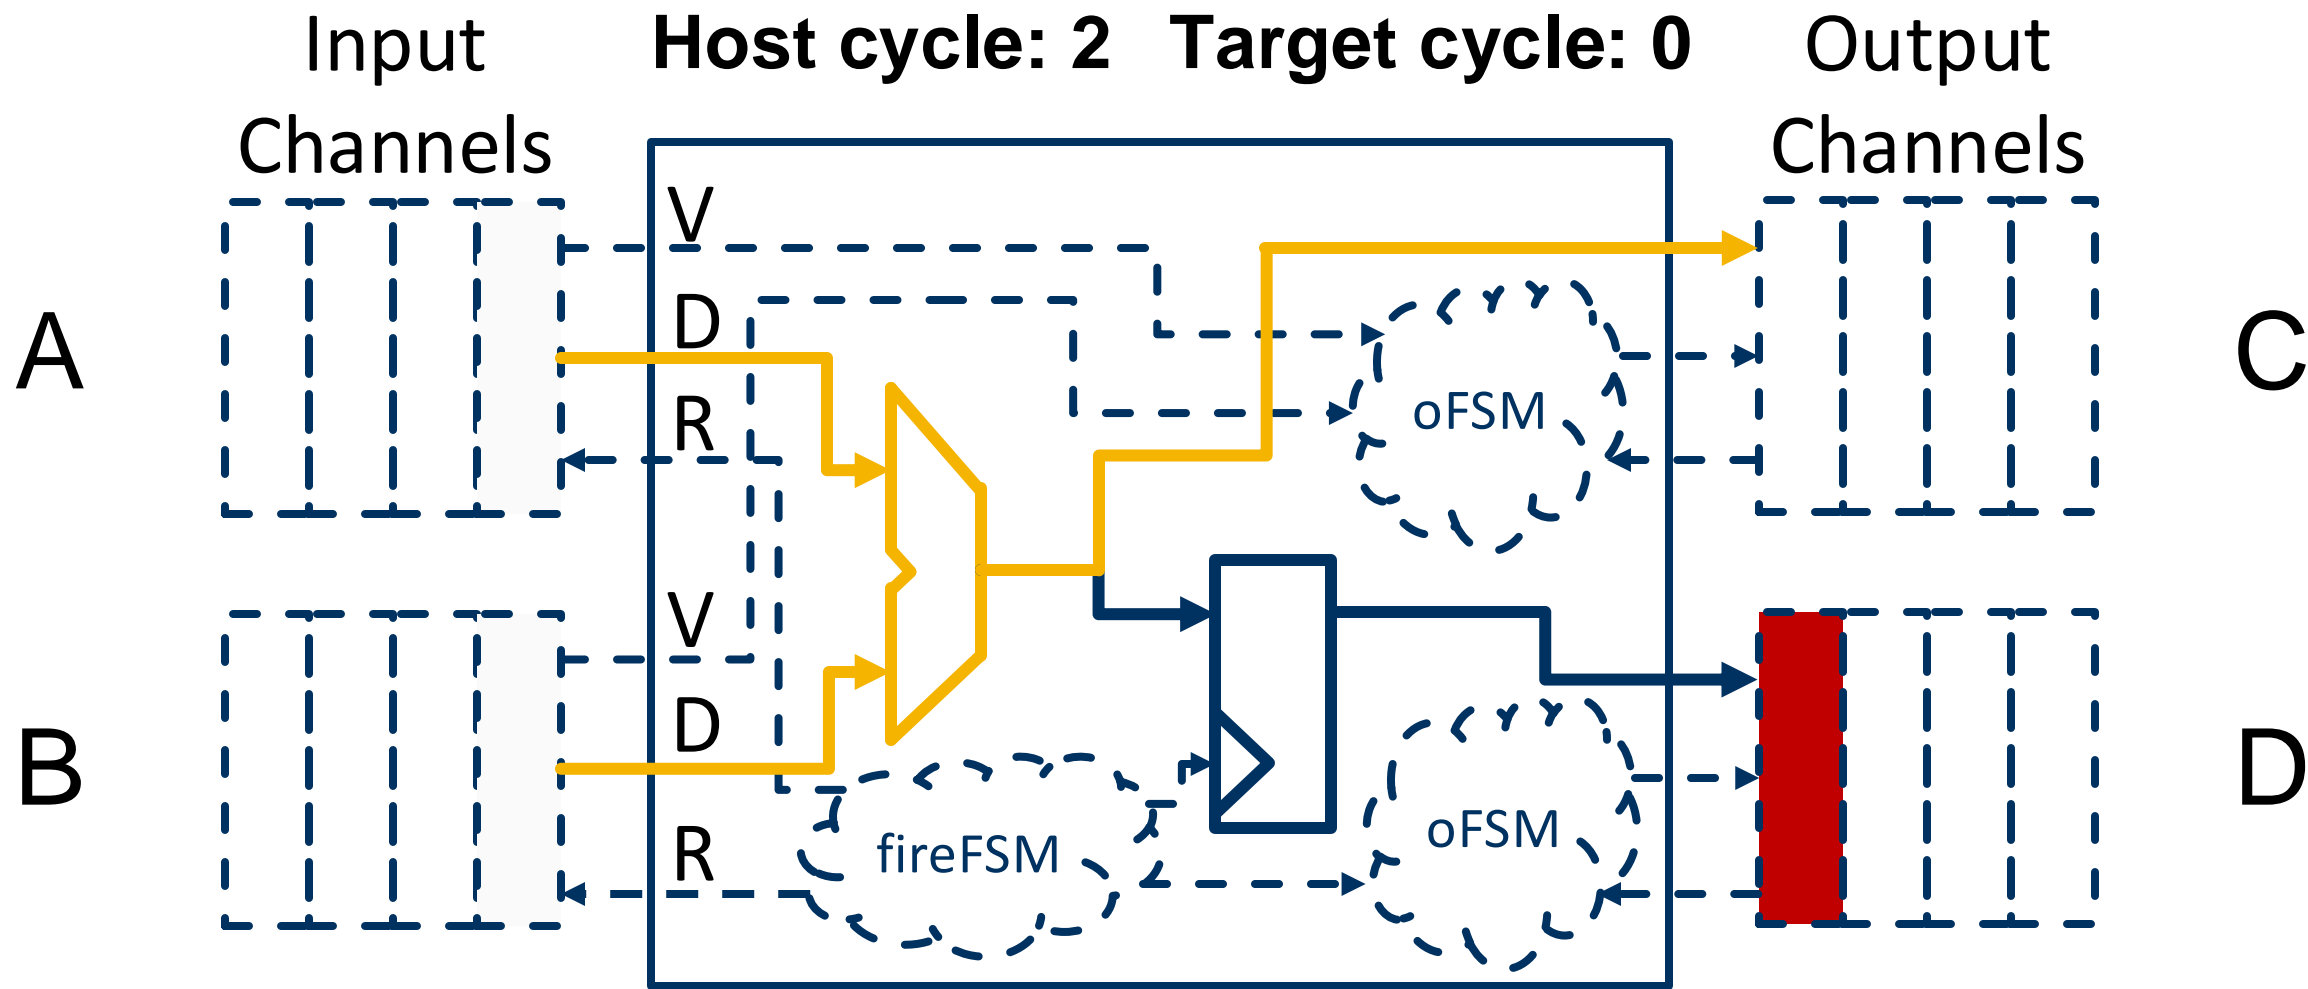 Input
Channels
Host cycle: 2 Target cycle: 0
Output
Channels
V
D
R
A
oFSM
C
V
D
R
B
fireFSM
oFSM
D